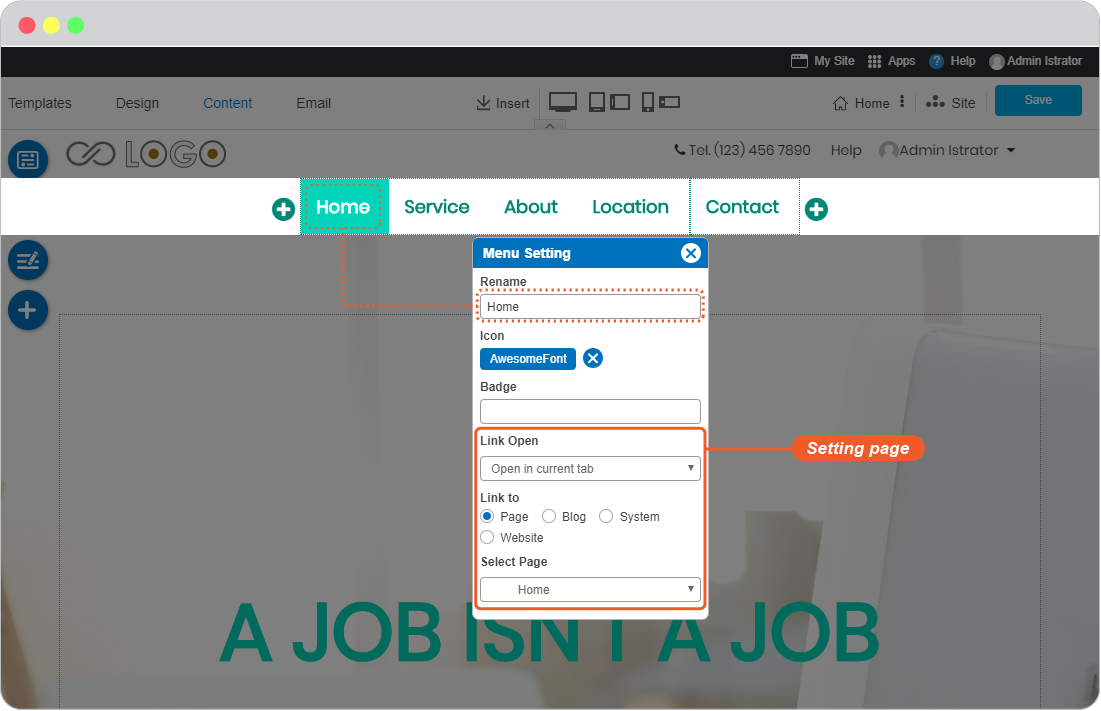 My Site Apps ? Help Admin Istrator
Templates Design Content Email Insert Home Site Save
LOGO Tel. (123) 456 7890 Help Admin Istrator
Home Service About Location Contact
Menu Setting
Rename
Home
Icon
AwesomeFont
Badge
Link Open
Open in current tab
Setting page
Link to
Page Blog System
Website
Select Page
Home
A JOB ISN'T A JOB